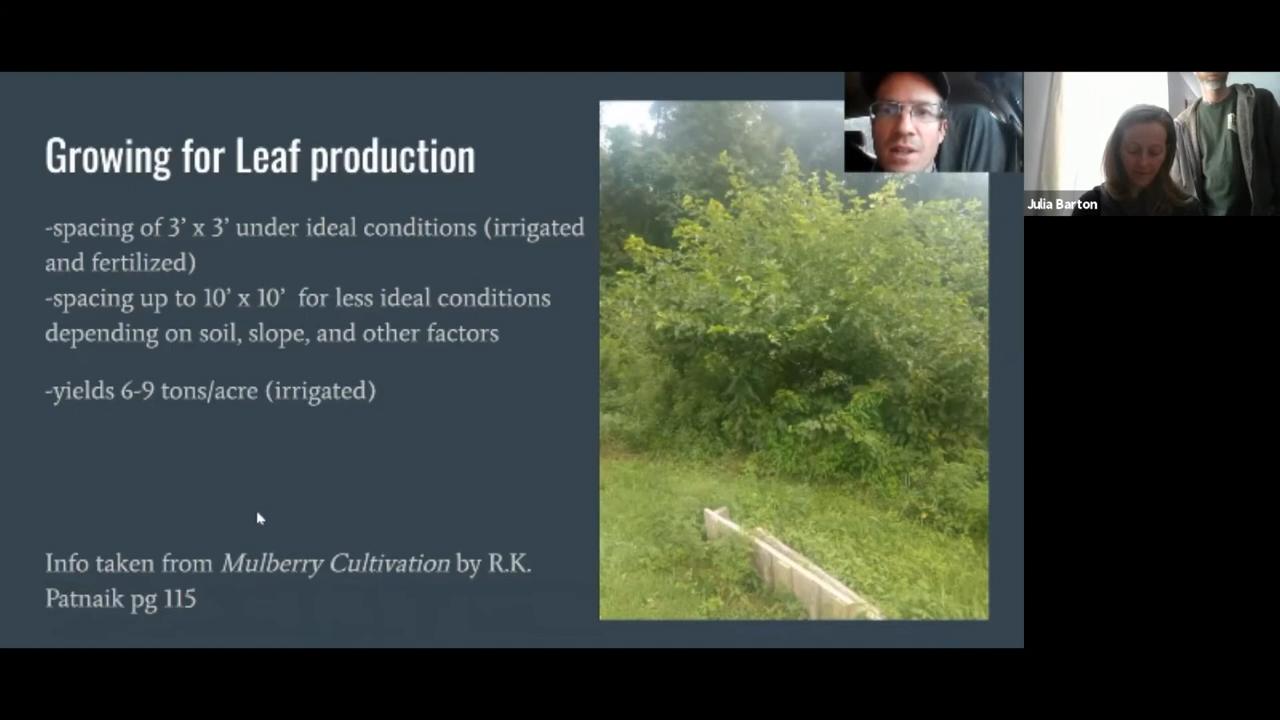 Growing for Leaf production
-spacing of 3’ x 3’ under ideal conditions (irrigated
and fertilized)
-spacing up to 10’ x 10’ for less ideal conditions
depending on soil, slope, and other factors
-yields 6-9 tons/acre (irrigated)
Info taken from Mulberry Cultivation by R.K.
Patnaik pg 115
Julia Barton